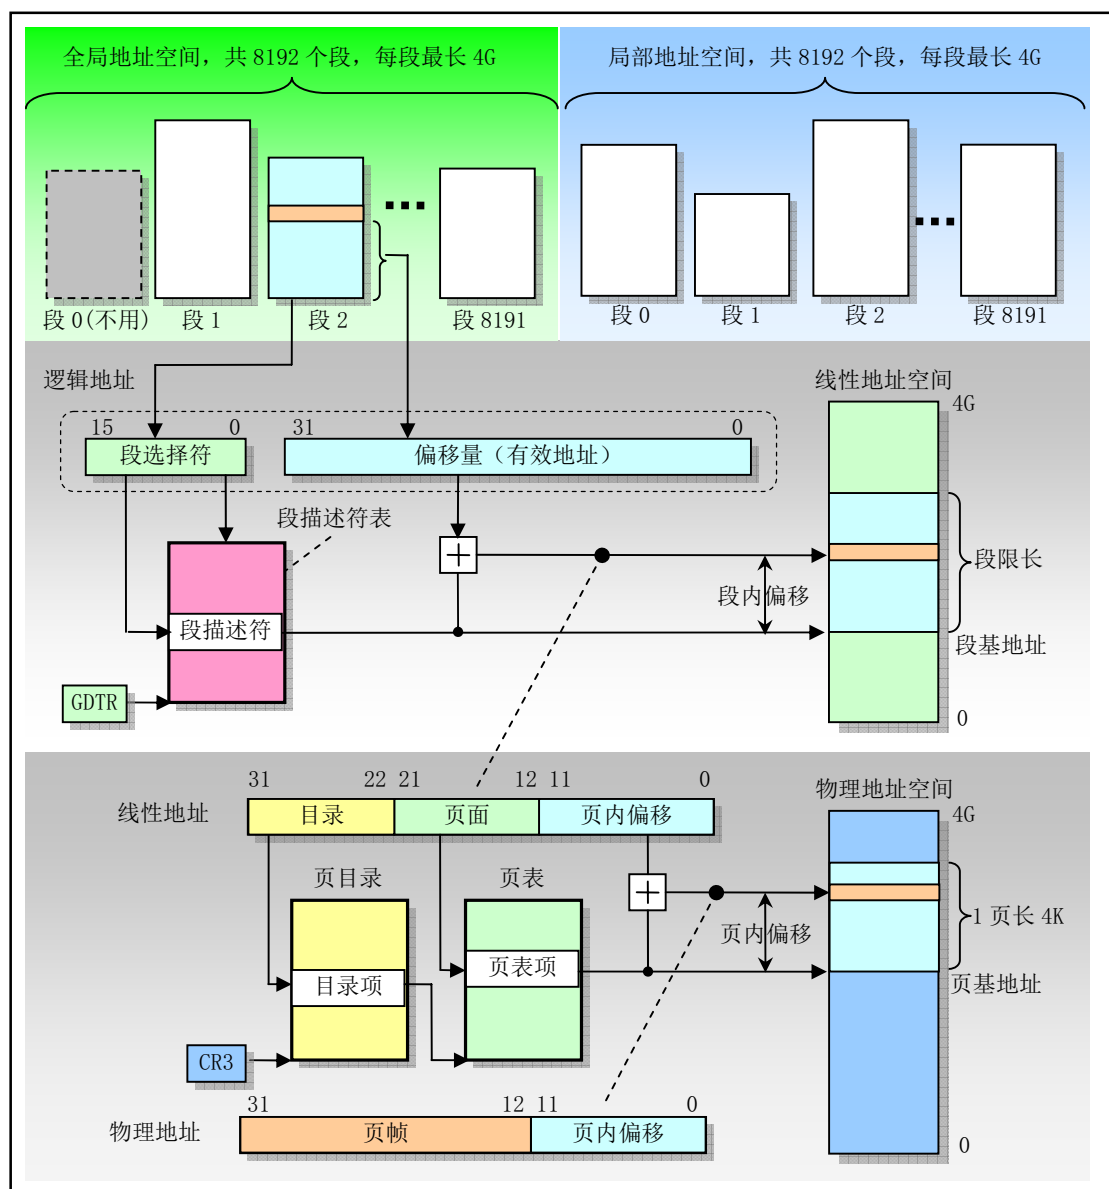 全局地址空间，共 8192 个段，每段最长 4G
局部地址空间，共 8192 个段，每段最长 4G
段 0(不用)
段 1
段 2
段 8191
段 0
段 1
段 2
段 8191
逻辑地址
线性地址空间
15
0
31
0
4G
段选择符
偏移量（有效地址）
段描述符表
段限长
段内偏移
段描述符
段基地址
GDTR
0
31
22
21
12
11
0
物理地址空间
线性地址
目录
页面
页内偏移
4G
页目录
页表
1 页长 4K
页内偏移
页表项
目录项
页基地址
CR3
31
12
11
0
物理地址
页帧
页内偏移
0